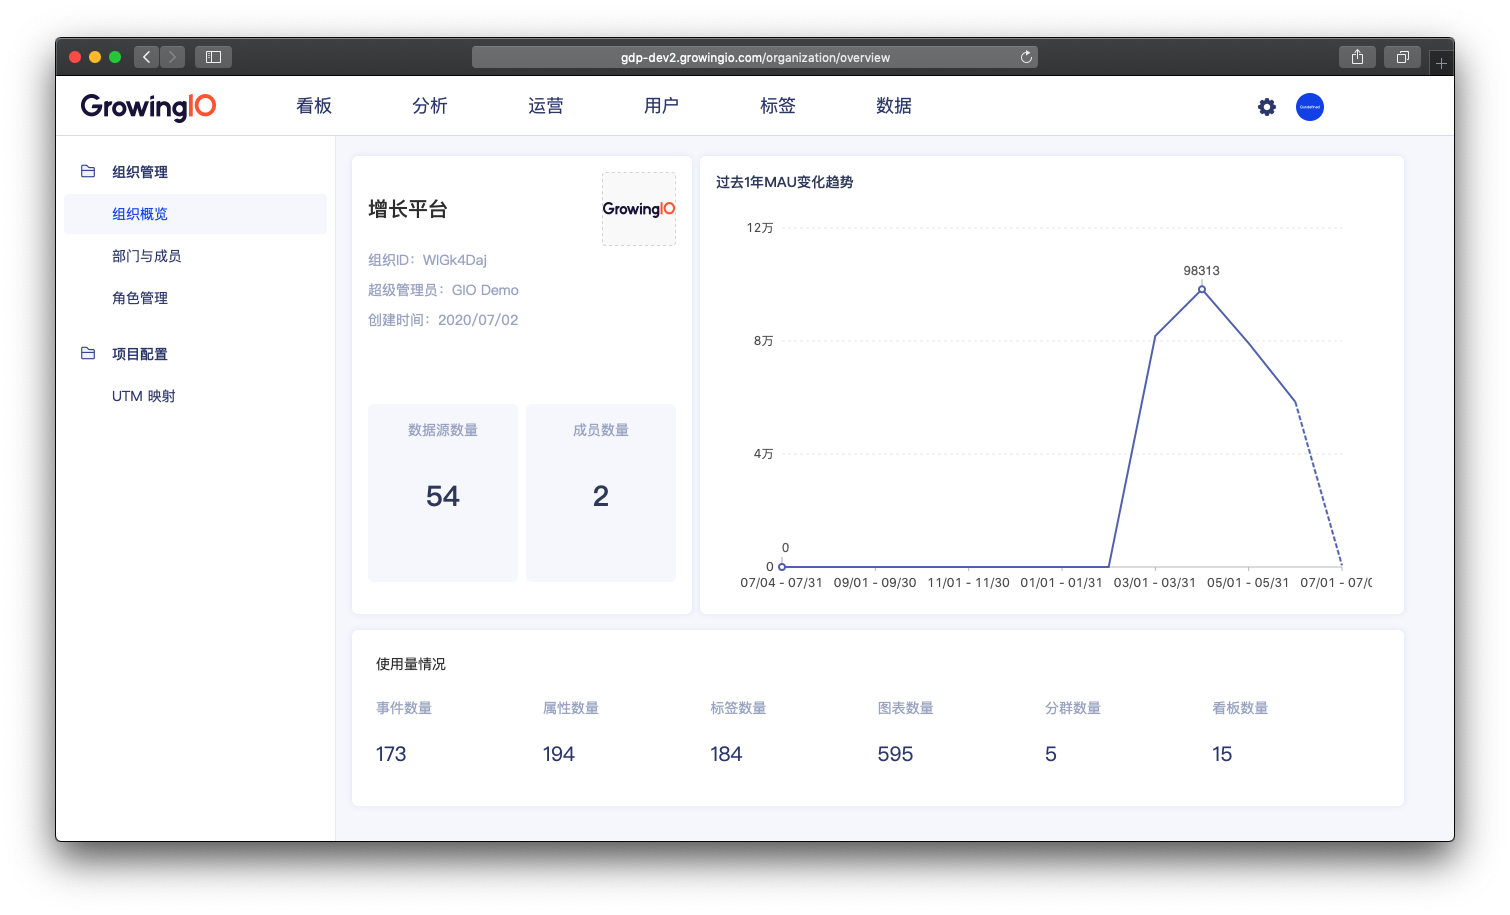 gdp-dev2.growingio.com/organization/overview
GrowingIO
看板
分析
运营
用户
标签
数据
组织管理
组织概览
部门与成员
角色管理
项目配置
UTM 映射
增长平台
GrowingIO
组织ID：WlGk4Daj
超级管理员：GIO Demo
创建时间：2020/07/02
数据源数量
54
成员数量
2
过去1年MAU变化趋势
12万
98313
8万
4万
0
0
07/04 - 07/31 09/01 - 09/30 11/01 - 11/30 01/01 - 01/31 03/01 - 03/31 05/01 - 05/31 07/01 - 07/0
使用量情况
事件数量 属性数量 标签数量 图表数量 分群数量 看板数量
173 194 184 595 5 15